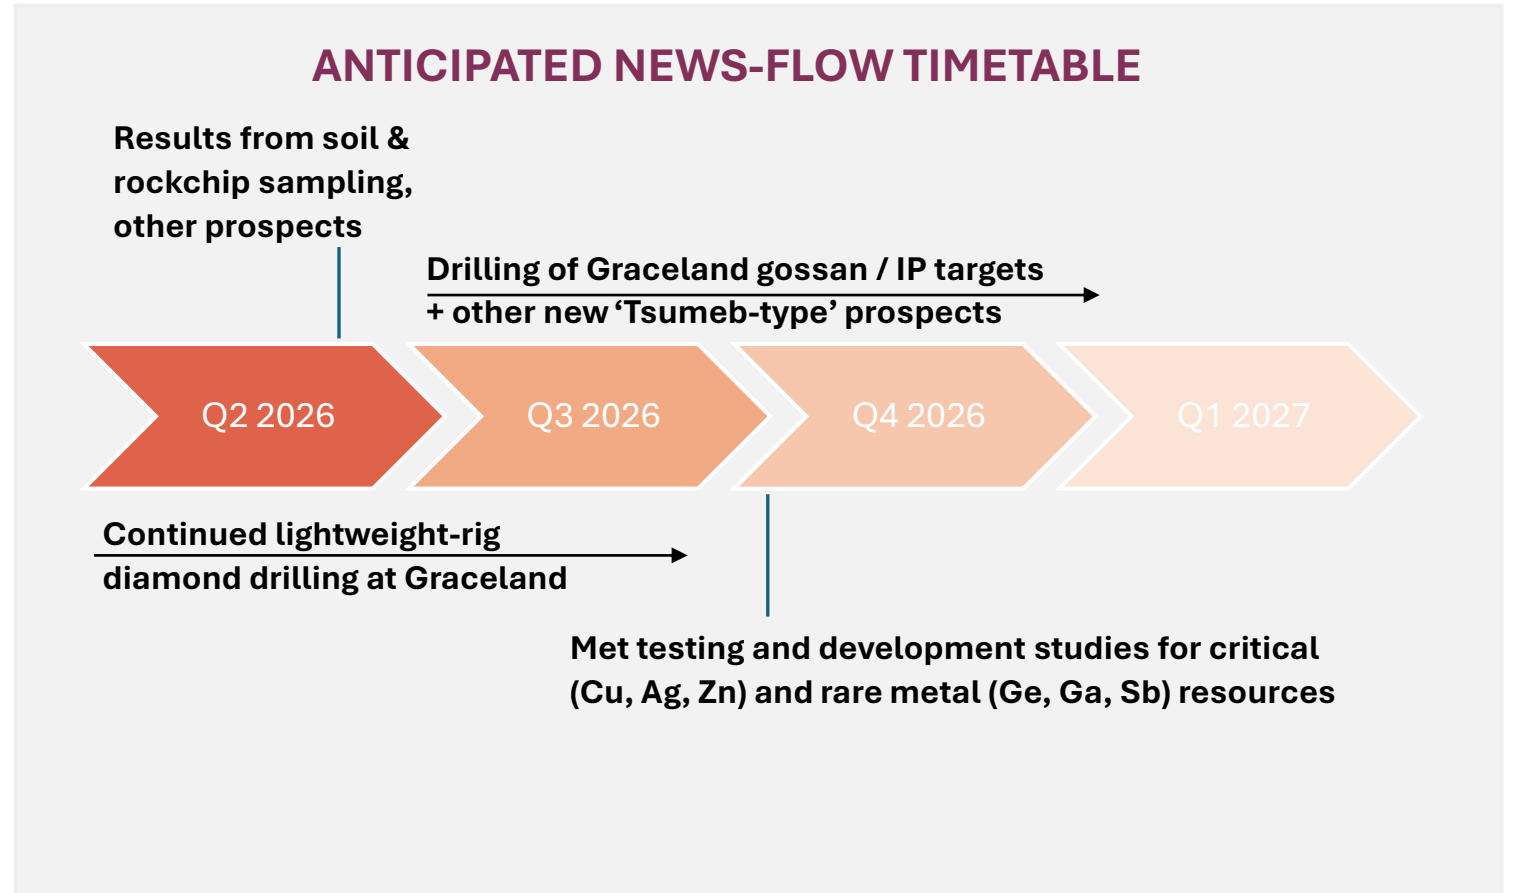 ANTICIPATED NEWS-FLOW TIMETABLE
Results from soil &
rockchip sampling,
other prospects
Drilling of Graceland gossan / IP targets
+ other new ‘Tsumeb-type’ prospects
Q2 2026
Q3 2026
Q4 2026
Q1 2027
Continued lightweight-rig
diamond drilling at Graceland
Met testing and development studies for critical
(Cu, Ag, Zn) and rare metal (Ge, Ga, Sb) resources